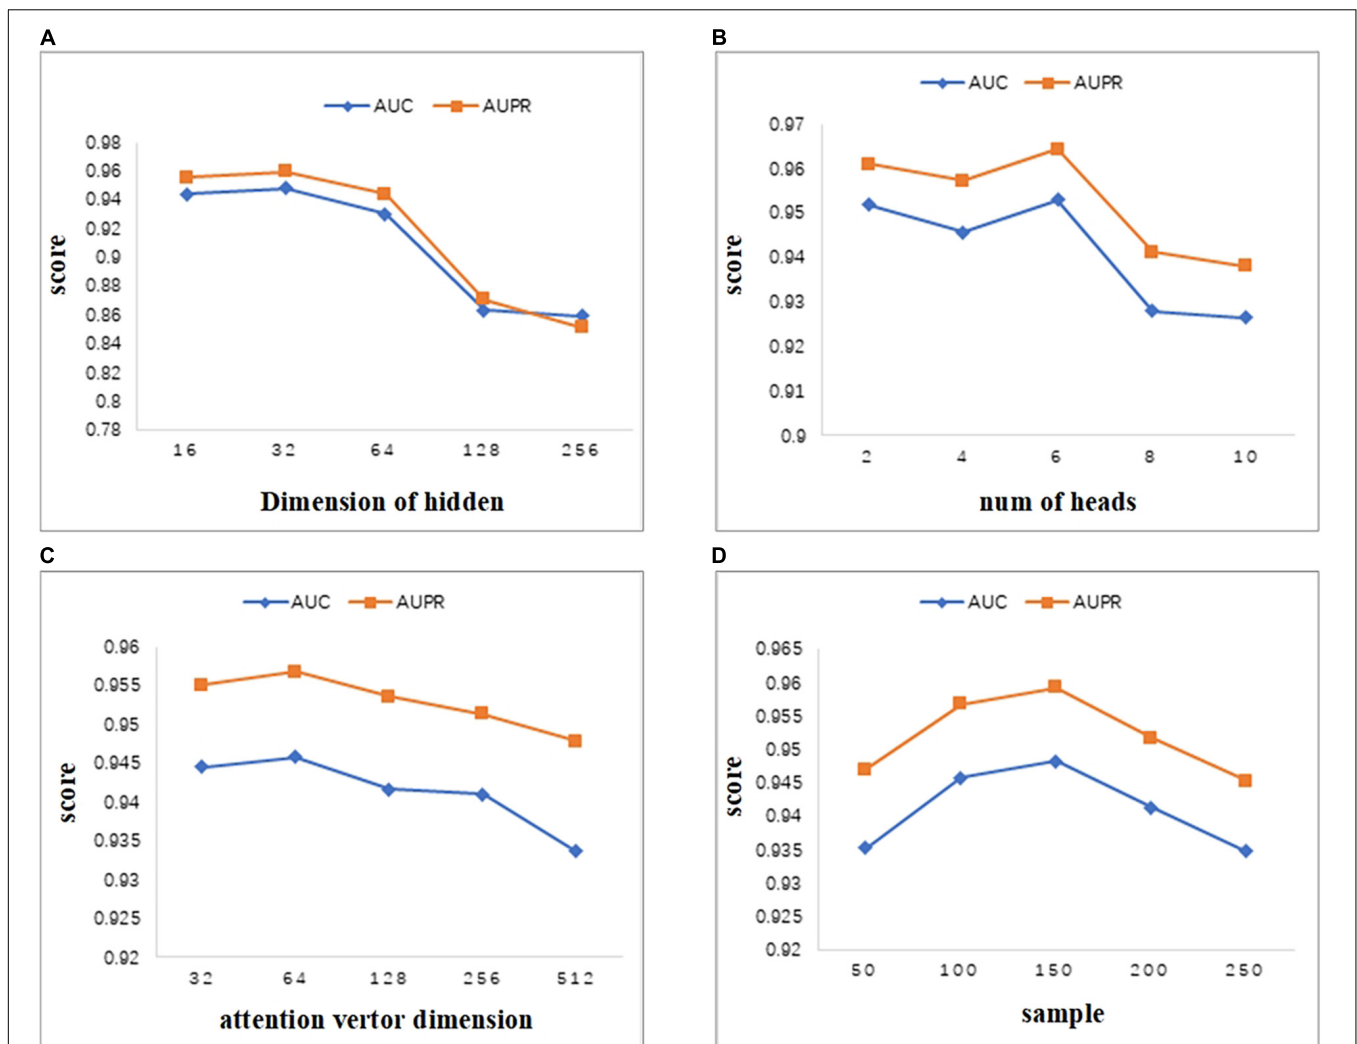 A
AUC AUPR
0.98
0.96
0.94
0.92
0.9
0.88
0.86
0.84
0.82
0.8
0.78
score
16 32 64 128 256
Dimension of hidden
B
AUC AUPR
0.97
0.96
0.95
0.94
0.93
0.92
0.91
0.9
score
2 4 6 8 10
num of heads
C
AUC AUPR
0.96
0.955
0.95
0.945
0.94
0.935
0.93
0.925
0.92
score
32 64 128 256 512
attention vertor dimension
D
AUC AUPR
0.965
0.96
0.955
0.95
0.945
0.94
0.935
0.93
0.925
0.92
score
50 100 150 200 250
sample